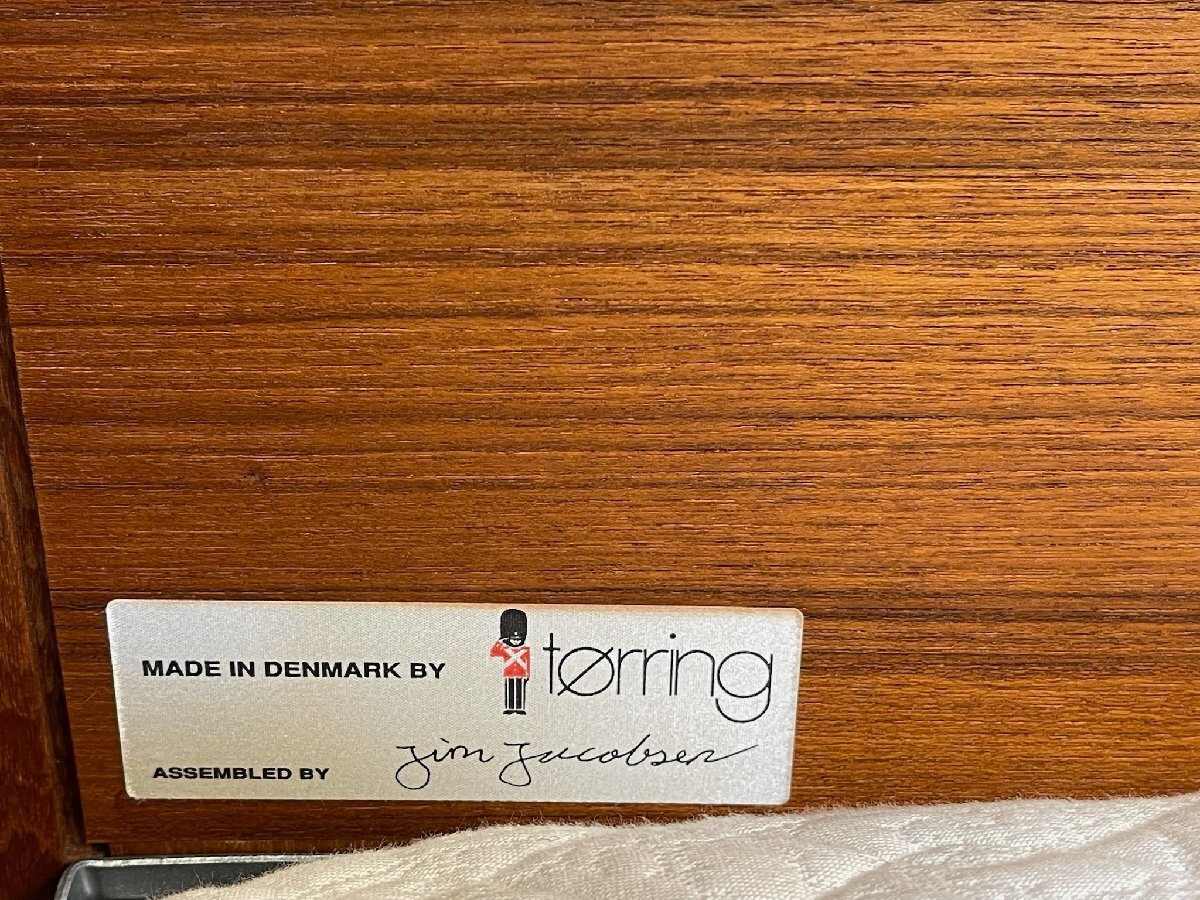 MADE IN DENMARK BY tørring
ASSEMBLED BY Jim Jacobsen